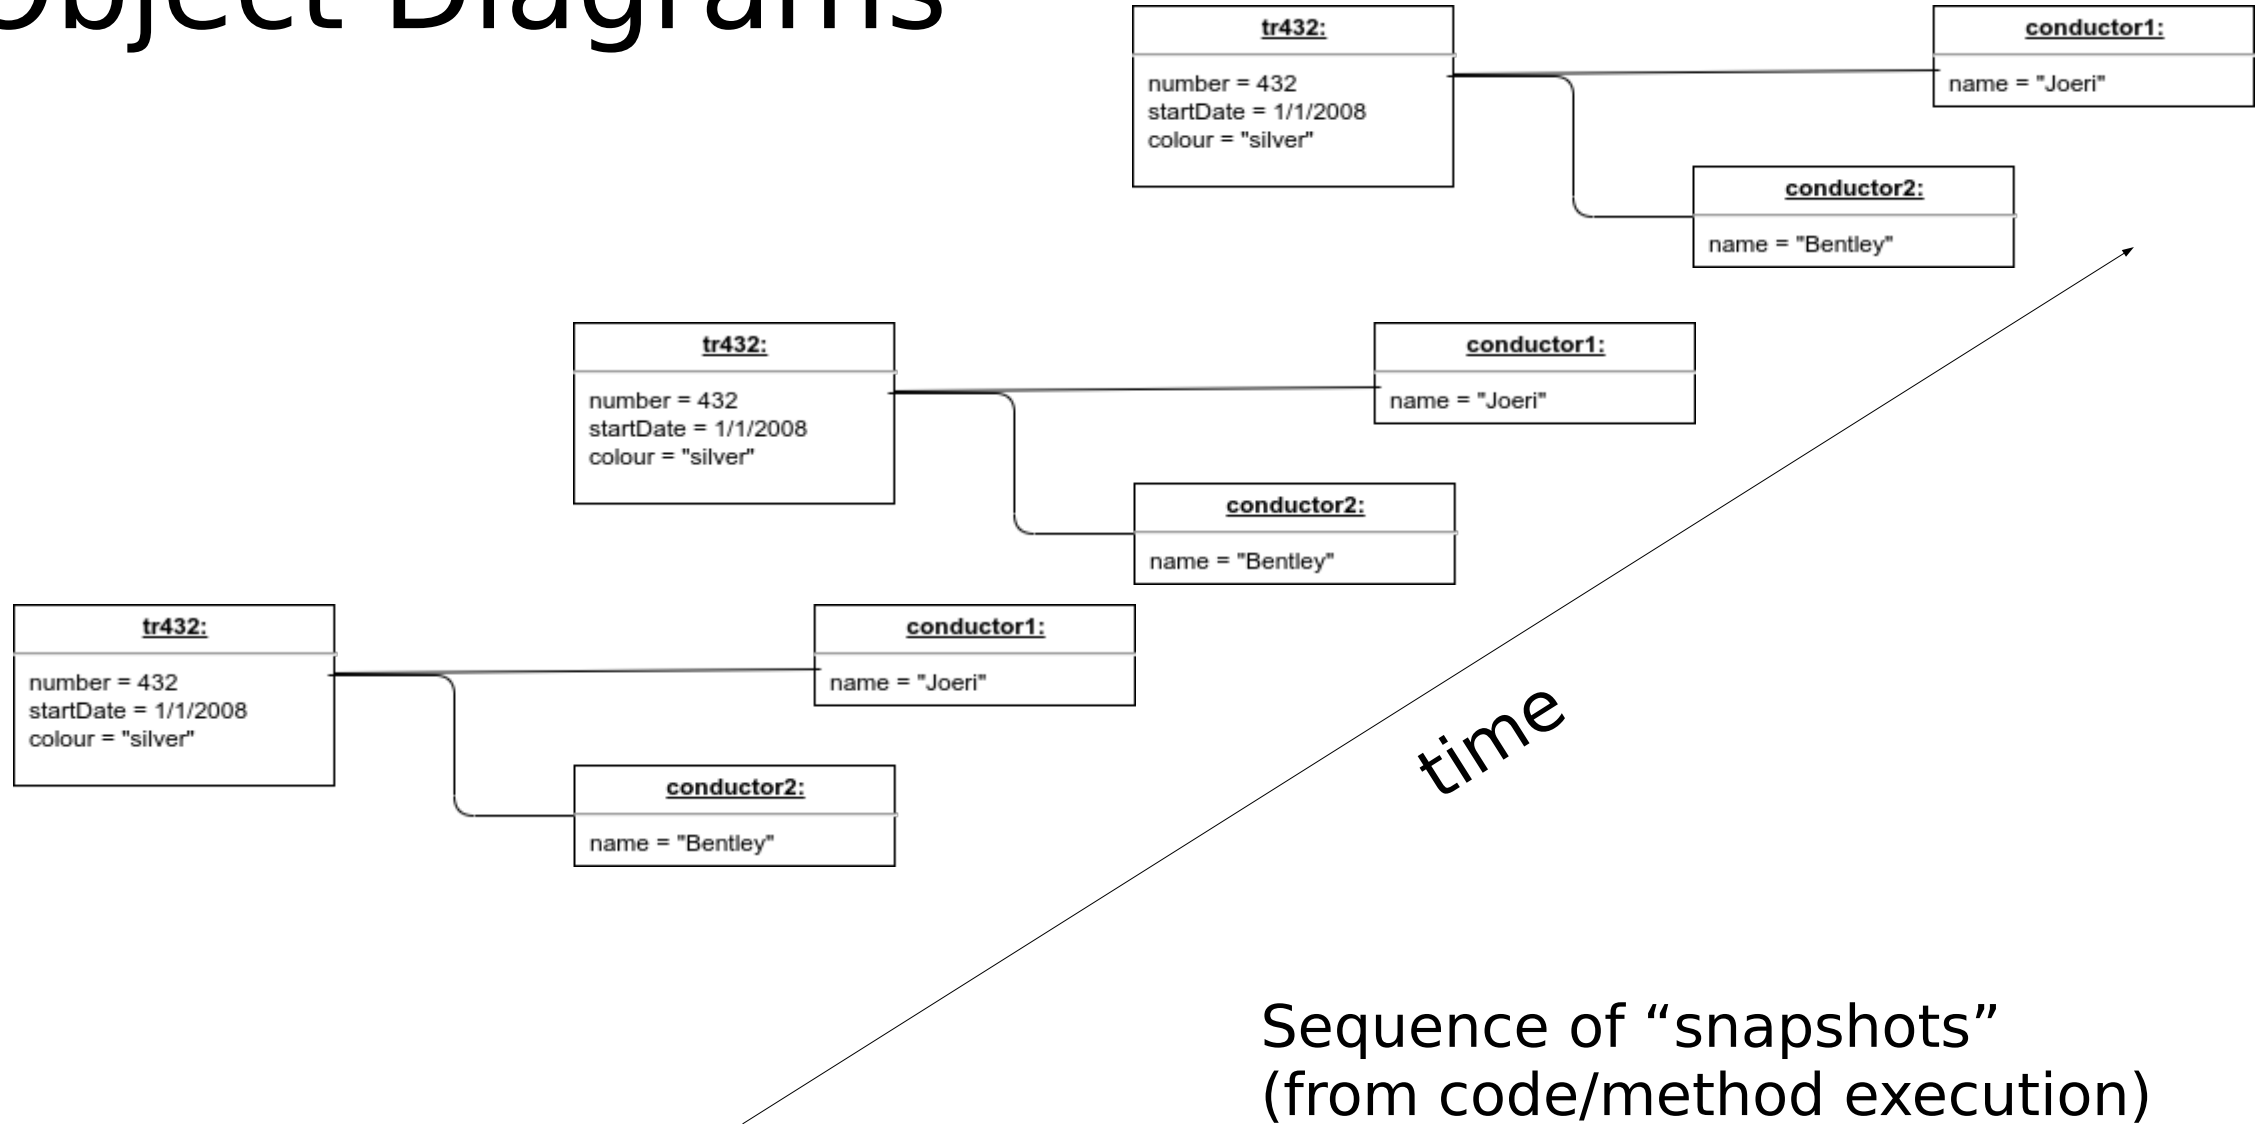 Object Diagrams
tr432:
number = 432
startDate = 1/1/2008
colour = "silver"
conductor1:
name = "Joeri"
conductor2:
name = "Bentley"
tr432:
number = 432
startDate = 1/1/2008
colour = "silver"
conductor1:
name = "Joeri"
conductor2:
name = "Bentley"
tr432:
number = 432
startDate = 1/1/2008
colour = "silver"
conductor1:
name = "Joeri"
conductor2:
name = "Bentley"
time
Sequence of “snapshots”
(from code/method execution)